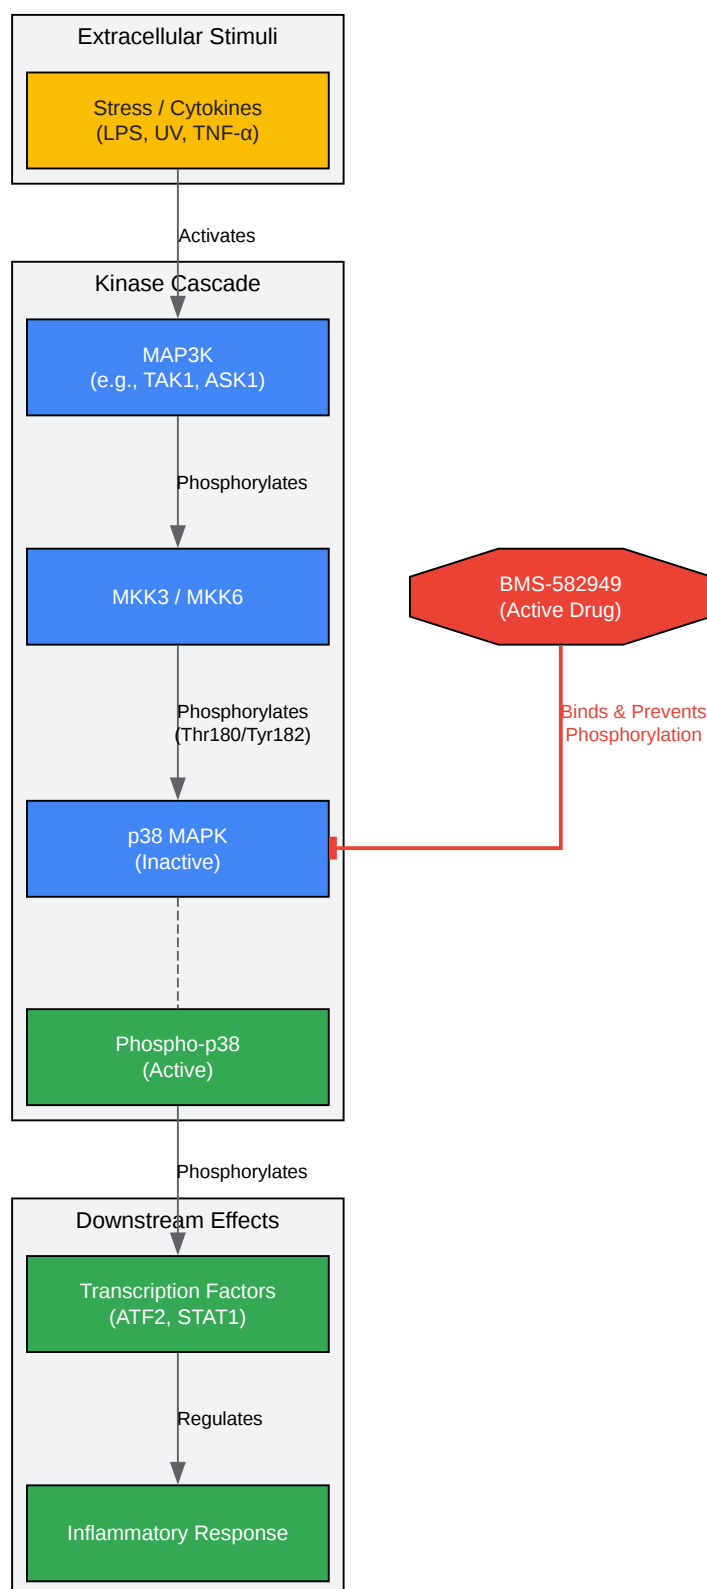 Extracellular Stimuli
Stress / Cytokines
(LPS, UV, TNF-α)
Activates
Kinase Cascade
MAP3K
(e.g., TAK1, ASK1)
Phosphorylates
MKK3 / MKK6
BMS-582949
(Active Drug)
Phosphorylates
(Thr180/Tyr182)
Binds & Prevents
Phosphorylation
p38 MAPK
(Inactive)
Phospho-p38
(Active)
Phosphorylates
Downstream Effects
Transcription Factors
(ATF2, STAT1)
Regulates
Inflammatory Response